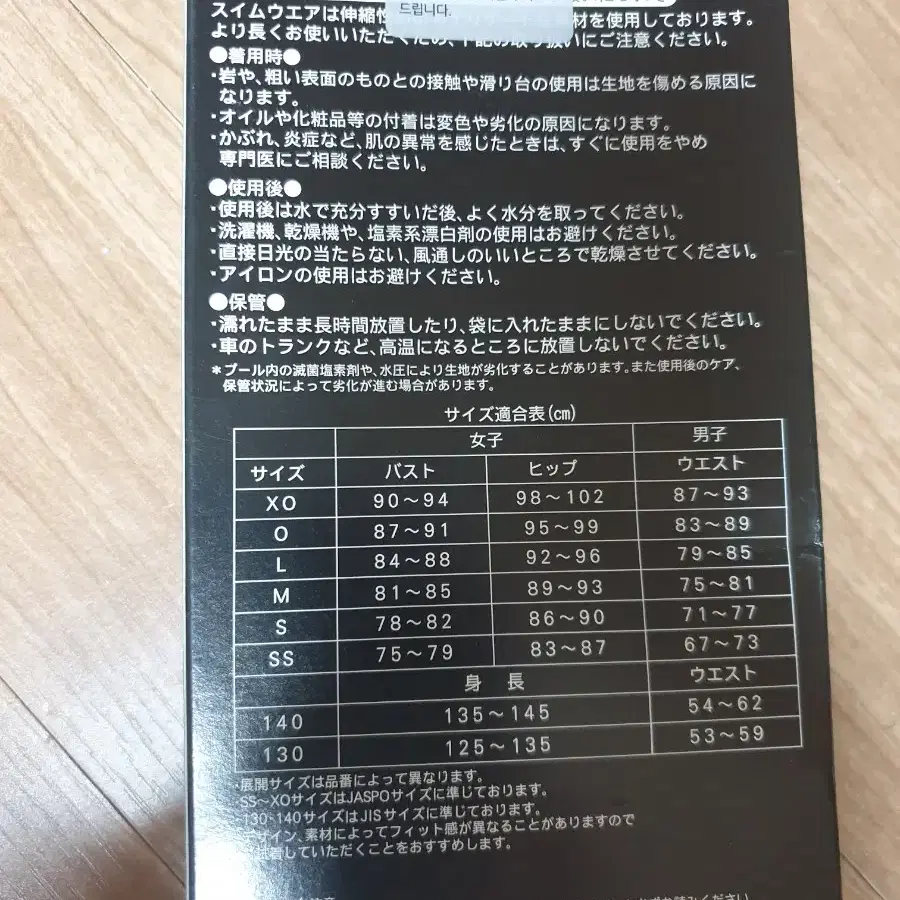 드립니다.
スイムウエアは伸縮性 材を使用しております。
より長くお使いいただくため、下記の取り扱いにご注意ください。
●着用時●
・岩や、粗い表面のものとの接触や滑り台の使用は生地を傷める原因に
なります。
・オイルや化粧品等の付着は変色や劣化の原因になります。
・かぶれ、炎症など、肌の異常を感じたときは、すぐに使用をやめ
専門医にご相談ください。
●使用後●
・使用後は水で充分すすいだ後、よく水分を取ってください。
・洗濯機、乾燥機や、塩素系漂白剤の使用はお避けください。
・直接日光の当たらない、風通しのいいところで乾燥させてください。
・アイロンの使用はお避けください。
●保管●
・濡れたまま長時間放置したり、袋に入れたままにしないでください。
・車のトランクなど、高温になるところに放置しないでください。
＊プール内の滅菌塩素剤や、水圧により生地が劣化することがあります。また使用後のケア、
保管状況によって劣化が進む場合があります。
サイズ適合表(cm)
女子 男子
サイズ バスト ヒップ ウエスト
XO 90～94 98～102 87～93
O 87～91 95～99 83～89
L 84～88 92～96 79～85
M 81～85 89～93 75～81
S 78～82 86～90 71～77
SS 75～79 83～87 67～73
身 長 ウエスト
140 135～145 54～62
130 125～135 53～59
・展開サイズは品番によって異なります。
・SS～XOサイズはJASPOサイズに準じております。
・130・140サイズはJISサイズに準じております。
デザイン、素材によってフィット感が異なることがありますので
試着していただくことをおすすめします。